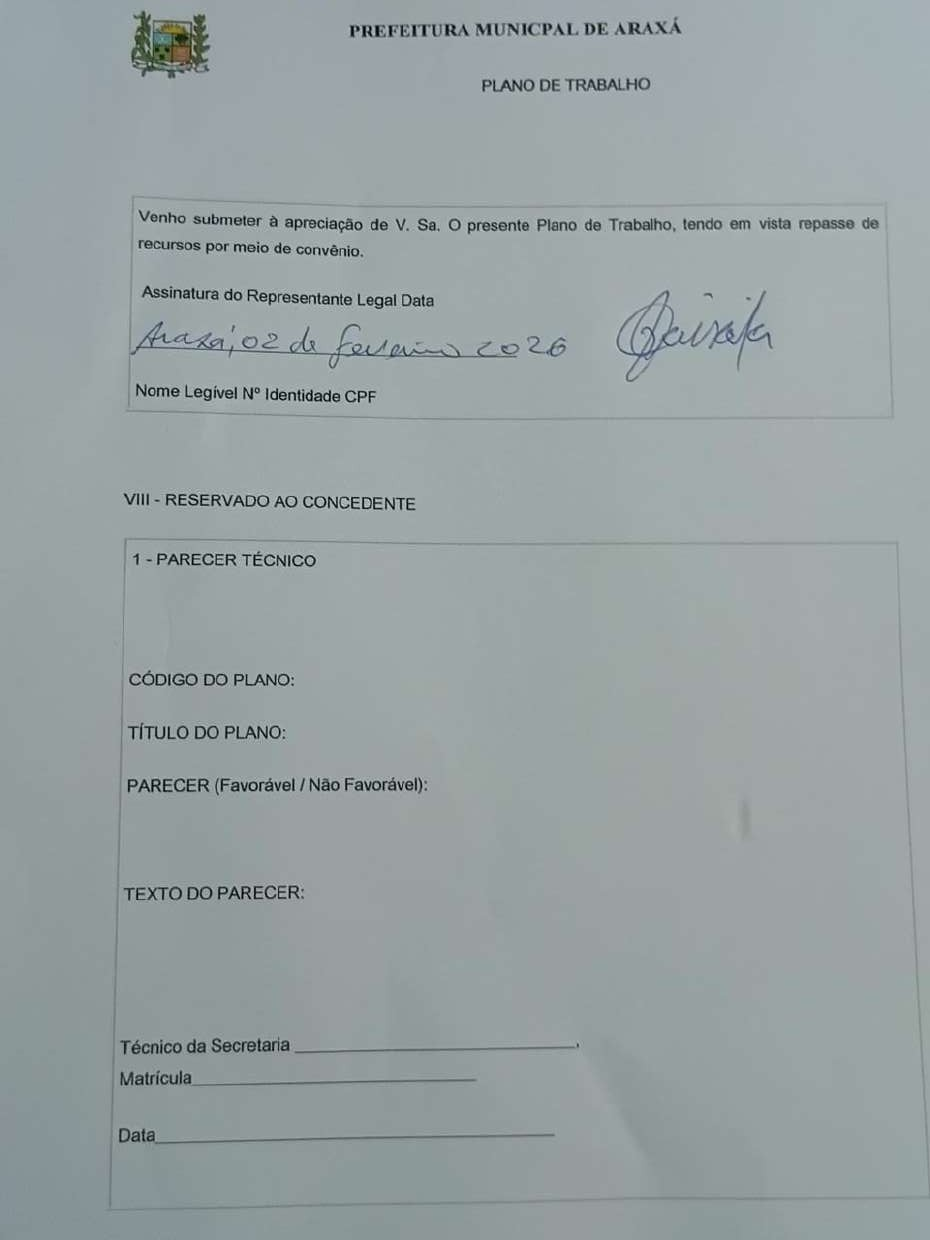 PREFEITURA MUNICPAL DE ARAXÁ
PLANO DE TRABALHO
Venho submeter à apreciação de V. Sa. O presente Plano de Trabalho, tendo em vista repasse de
recursos por meio de convênio.
Assinatura do Representante Legal Data
Araxá, 02 de fevereiro 2026
Nome Legível Nº Identidade CPF
VIII - RESERVADO AO CONCEDENTE
1 - PARECER TÉCNICO
CÓDIGO DO PLANO:
TÍTULO DO PLANO:
PARECER (Favorável / Não Favorável):
TEXTO DO PARECER:
Técnico da Secretaria ______________________________,
Matrícula______________________________
Data__________________________________________